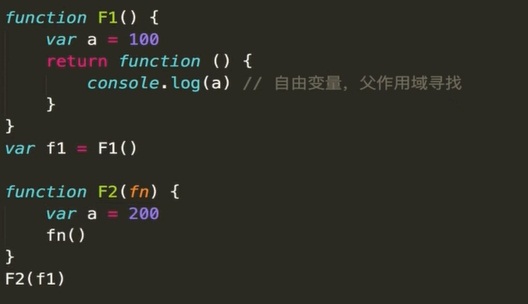 function F1() {
    var a = 100
    return function () {
        console.log(a) // 自由变量，父作用域寻找
    }
}
var f1 = F1()

function F2(fn) {
    var a = 200
    fn()
}
F2(f1)